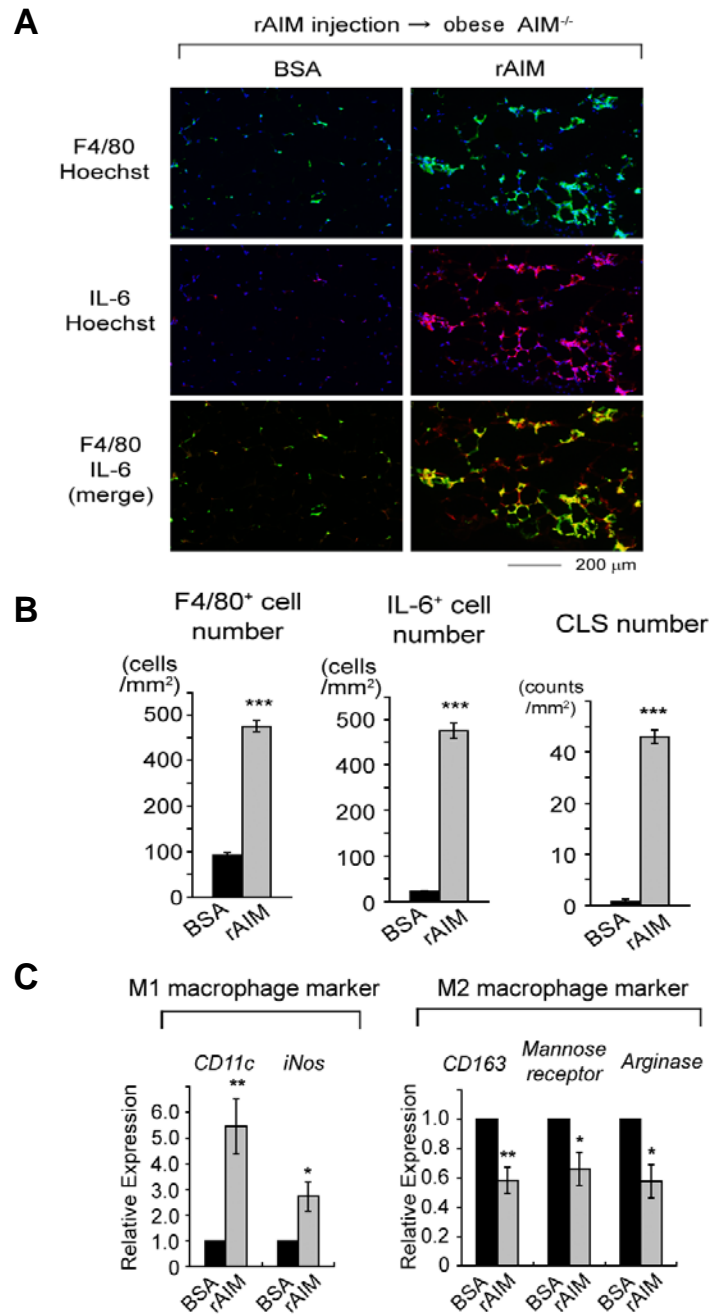 A
rAIM injection → obese AIM-/-
BSA rAIM
F4/80
Hoechst
IL-6
Hoechst
F4/80
IL-6
(merge)
200 μm
B
F4/80+ cell
number
(cells
/mm2)
500
400
200
100
0
***
BSA
rAIM
IL-6+ cell
number
(cells
/mm2)
500
400
200
100
0
***
BSA
rAIM
CLS number
(counts
/mm2)
40
20
10
0
***
BSA
rAIM
C
M1 macrophage marker
CD11c iNos
Relative Expression
6.0
5.0
4.0
3.0
2.0
1.0
0
**
*
BSA
rAIM
BSA
rAIM
M2 macrophage marker
CD163 Mannose
receptor Arginase
Relative Expression
1.0
0.8
0.6
0.4
0.2
0
**
*
*
BSA
rAIM
BSA
rAIM
BSA
rAIM